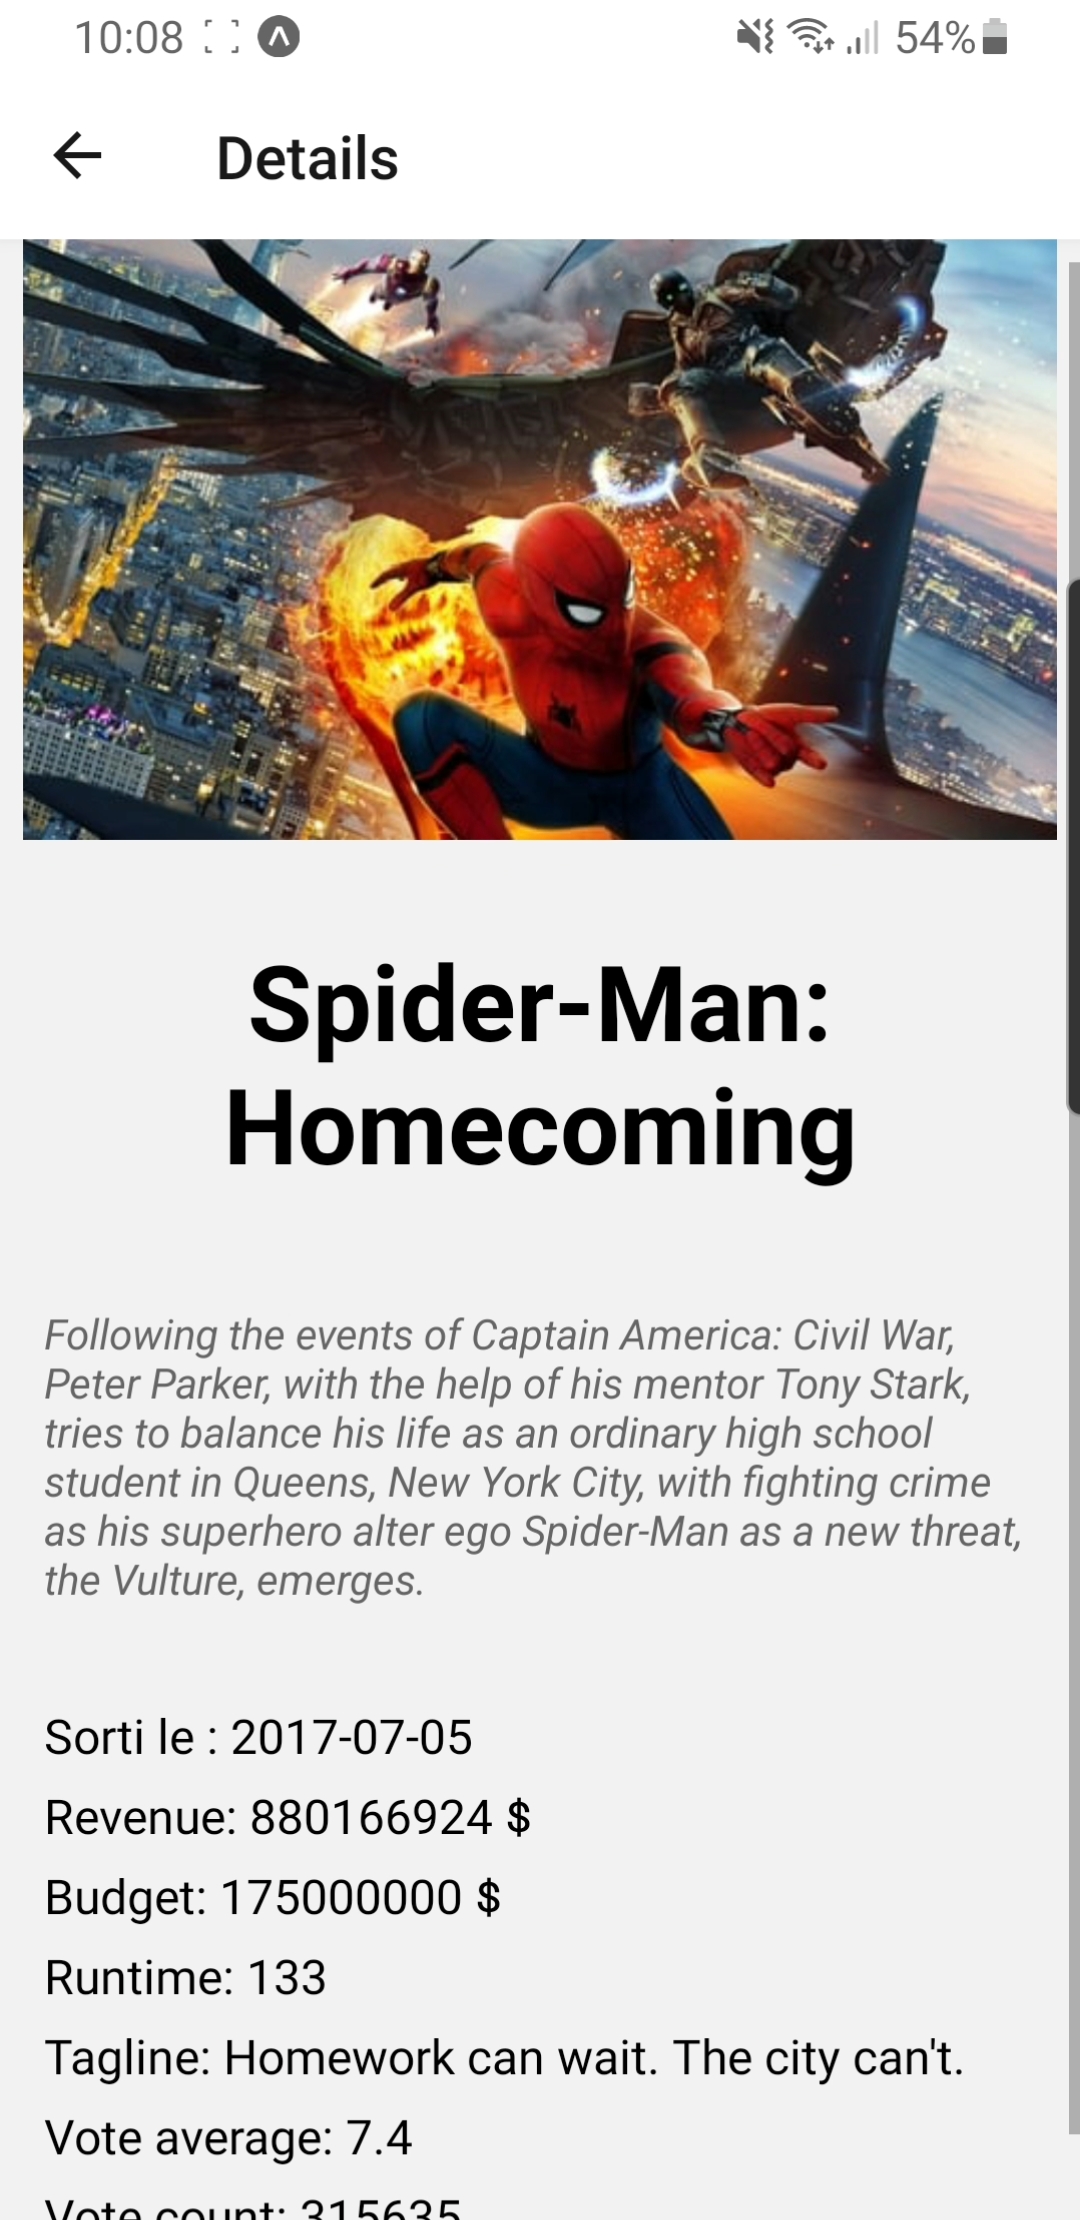 10:08
54%
Details
Spider-Man:
Homecoming
Following the events of Captain America: Civil War,
Peter Parker, with the help of his mentor Tony Stark,
tries to balance his life as an ordinary high school
student in Queens, New York City, with fighting crime
as his superhero alter ego Spider-Man as a new threat,
the Vulture, emerges.
Sorti le : 2017-07-05
Revenue: 880166924 $
Budget: 175000000 $
Runtime: 133
Tagline: Homework can wait. The city can't.
Vote average: 7.4
Vote count: 315635